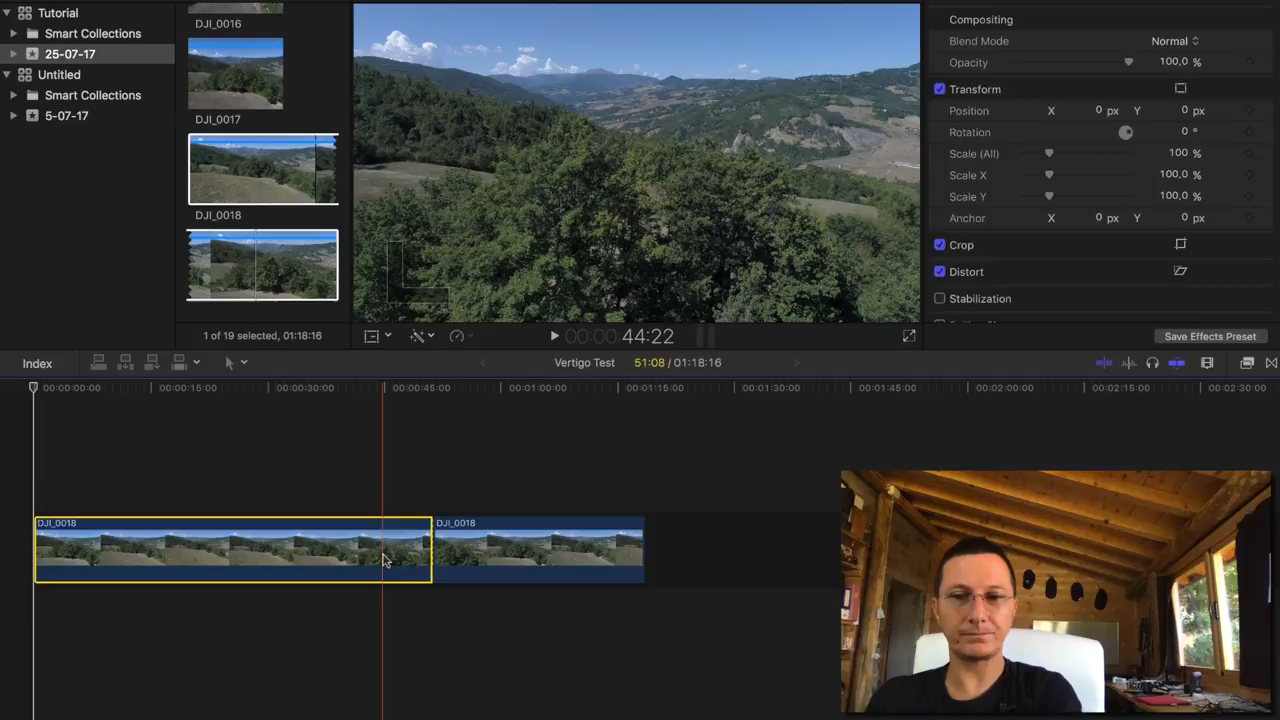 Tutorial
Smart Collections
25-07-17
Untitled
Smart Collections
5-07-17
DJI_0016
DJI_0017
DJI_0018
1 of 19 selected, 01:18:16
00:00:44:22
Compositing
Blend Mode Normal
Opacity 100,0 %
Transform
Position X 0 px Y 0 px
Rotation 0 °
Scale (All) 100 %
Scale X 100,0 %
Scale Y 100,0 %
Anchor X 0 px Y 0 px
Crop
Distort
Stabilization
Save Effects Preset
Index
Vertigo Test 51:08 / 01:18:16
00:00:00:00 00:00:15:00 00:00:30:00 00:00:45:00 00:01:00:00 00:01:15:00 00:01:30:00 00:01:45:00 00:02:00:00 00:02:15:00 00:02:30:00
DJI_0018 DJI_0018